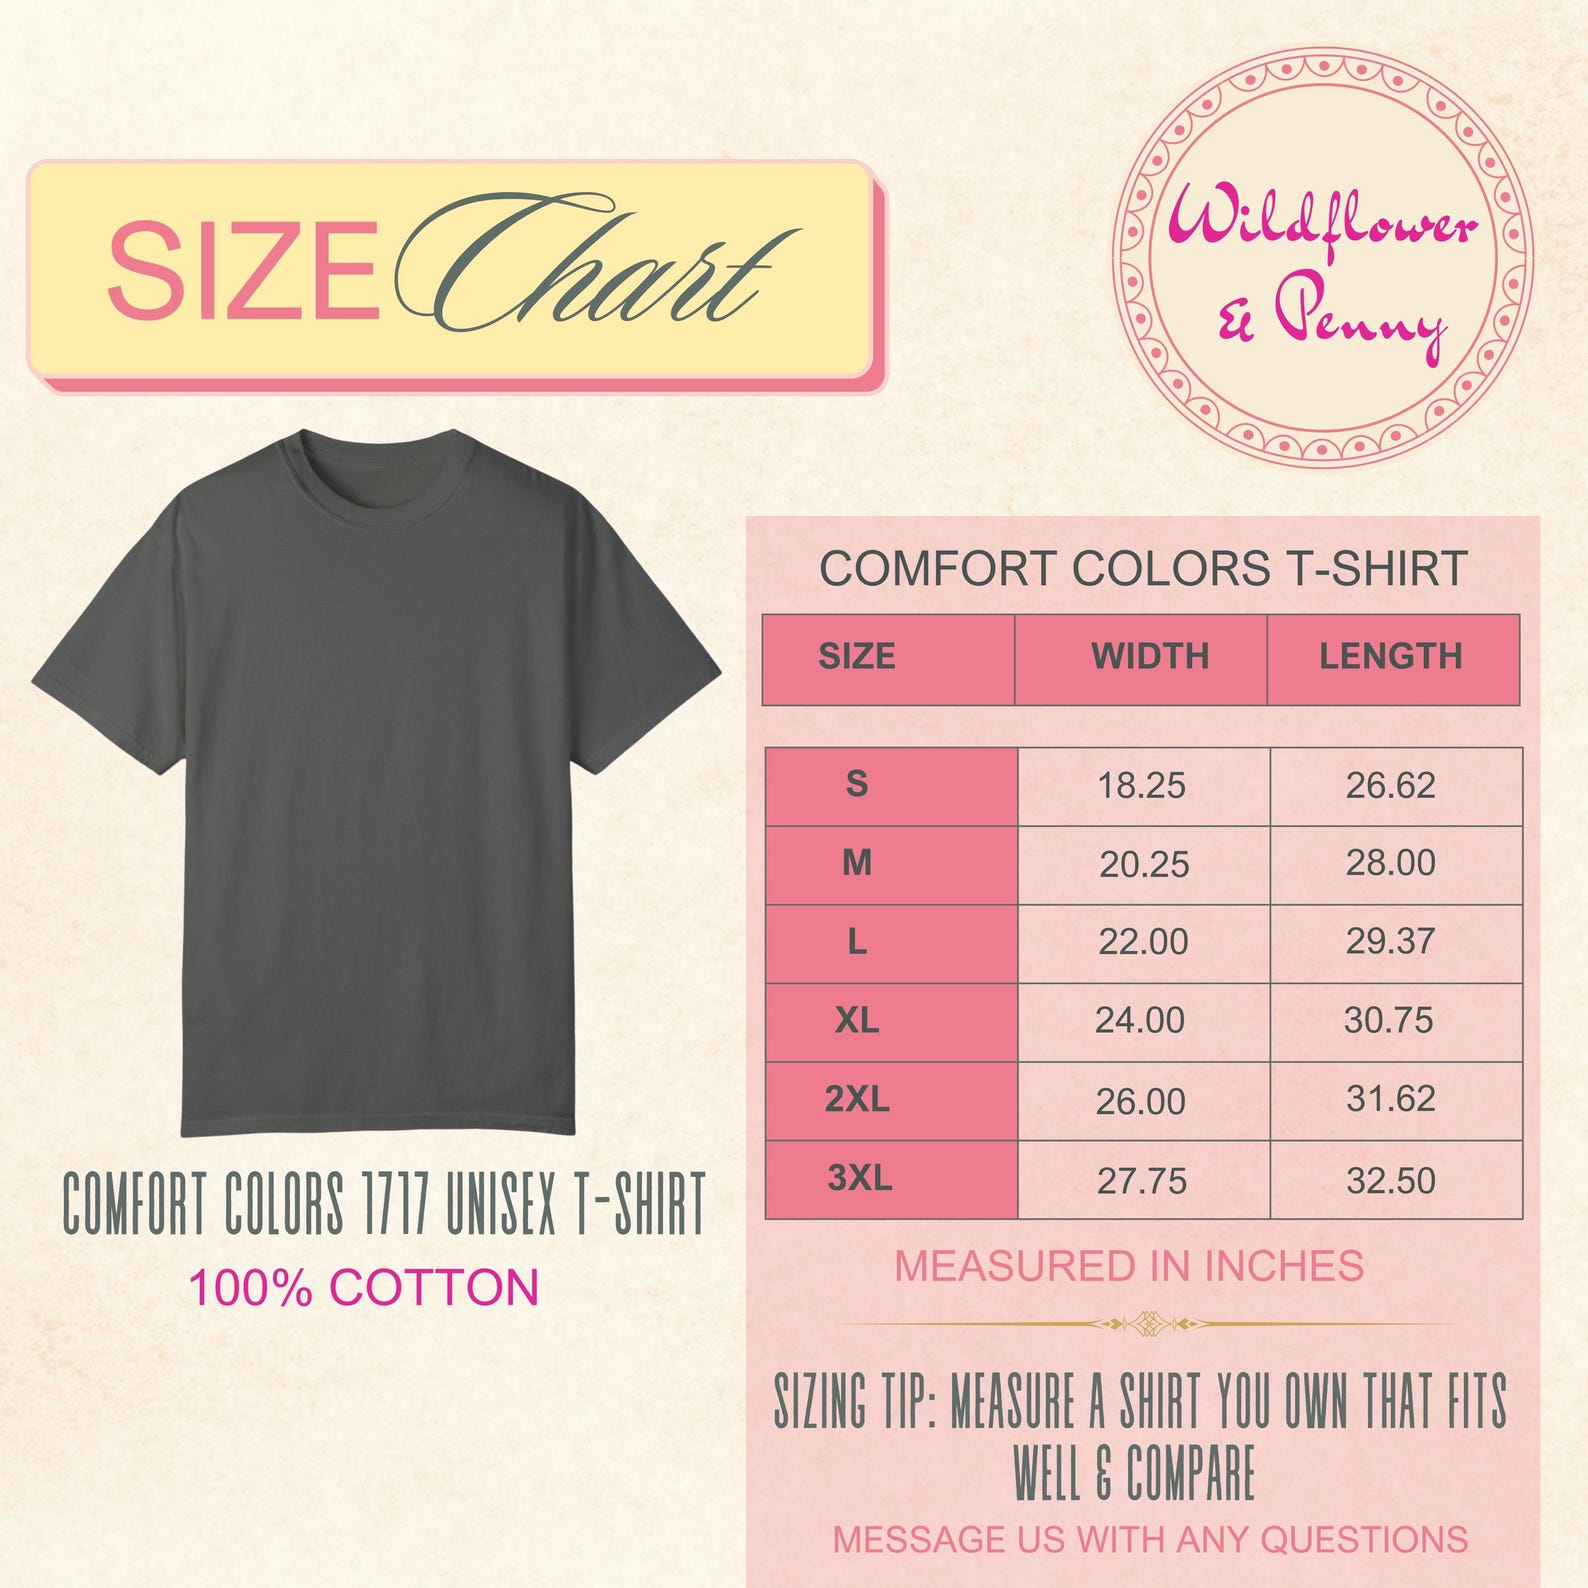 Wildflower
& Penny
SIZE Chart
COMFORT COLORS T-SHIRT
SIZE WIDTH LENGTH
S 18.25 26.62
M 20.25 28.00
L 22.00 29.37
XL 24.00 30.75
2XL 26.00 31.62
3XL 27.75 32.50
MEASURED IN INCHES
COMFORT COLORS 1717 UNISEX T-SHIRT
100% COTTON
SIZING TIP: MEASURE A SHIRT YOU OWN THAT FITS
WELL & COMPARE
MESSAGE US WITH ANY QUESTIONS